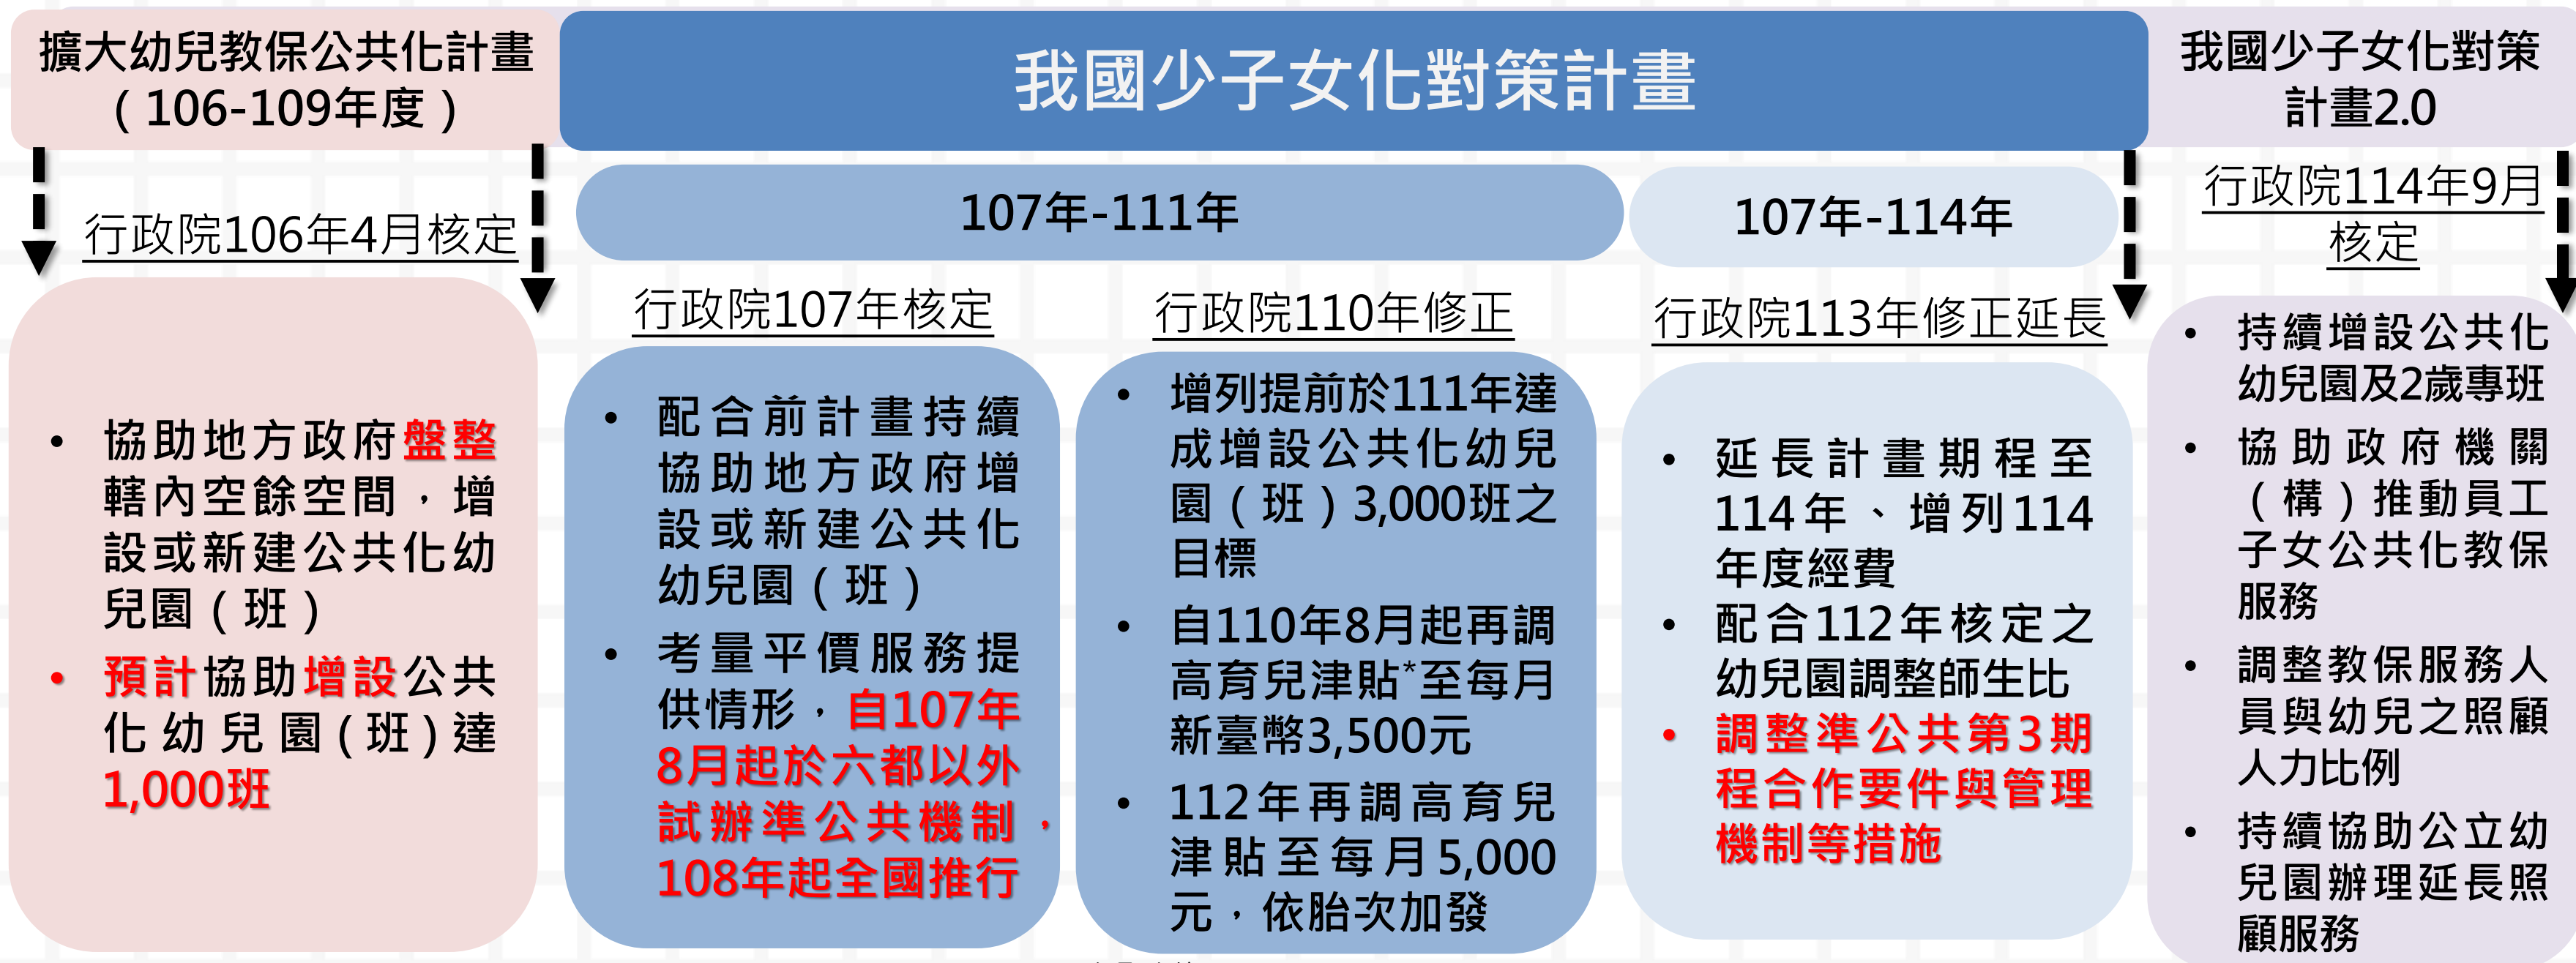 擴大幼兒教保公共化計畫
（106-109年度）
行政院106年4月核定
• 協助地方政府盤整
轄內空餘空間，增
設或新建公共化幼
兒園（班）
• 預計協助增設公共
化幼兒園(班)達
1,000班
我國少子女化對策計畫
107年-111年
行政院107年核定
• 配合前計畫持續
協助地方政府增
設或新建公共化
幼兒園（班）
• 考量平價服務提
供情形，自107年
8月起於六都以外
試辦準公共機制，
108年起全國推行
行政院110年修正
• 增列提前於111年達
成增設公共化幼兒
園（班）3,000班之
目標
• 自110年8月起再調
高育兒津貼*至每月
新臺幣3,500元
• 112年再調高育兒
津貼至每月5,000
元，依胎次加發
107年-114年
行政院113年修正延長
• 延長計畫期程至
114年、增列114
年度經費
• 配合112年核定之
幼兒園調整師生比
• 調整準公共第3期
程合作要件與管理
機制等措施
我國少子女化對策
計畫2.0
行政院114年9月
核定
• 持續增設公共化
幼兒園及2歲專班
• 協助政府機關
（構）推動員工
子女公共化教保
服務
• 調整教保服務人
員與幼兒之照顧
人力比例
• 持續協助公立幼
兒園辦理延長照
顧服務